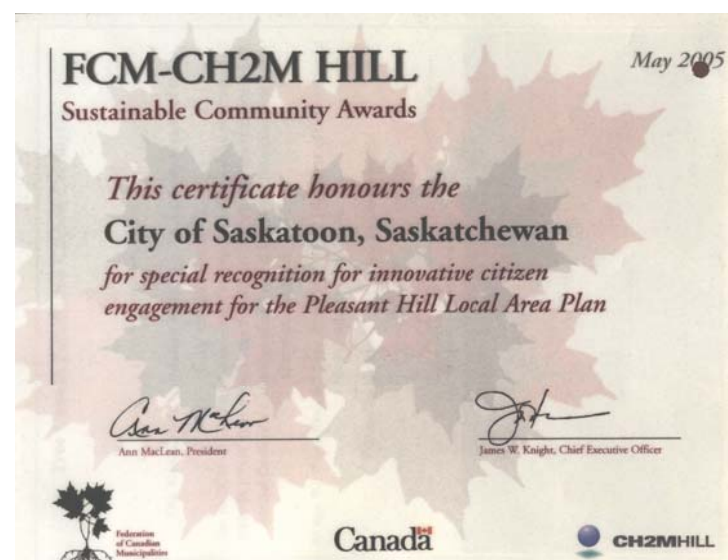 FCM-CH2M HILL
May 2005
Sustainable Community Awards
This certificate honours the
City of Saskatoon, Saskatchewan
for special recognition for innovative citizen
engagement for the Pleasant Hill Local Area Plan
Ann MacLean
Ann MacLean, President
James W. Knight, Chief Executive Officer
Federation
of Canadian
Municipalities
Canada
CH2MHILL